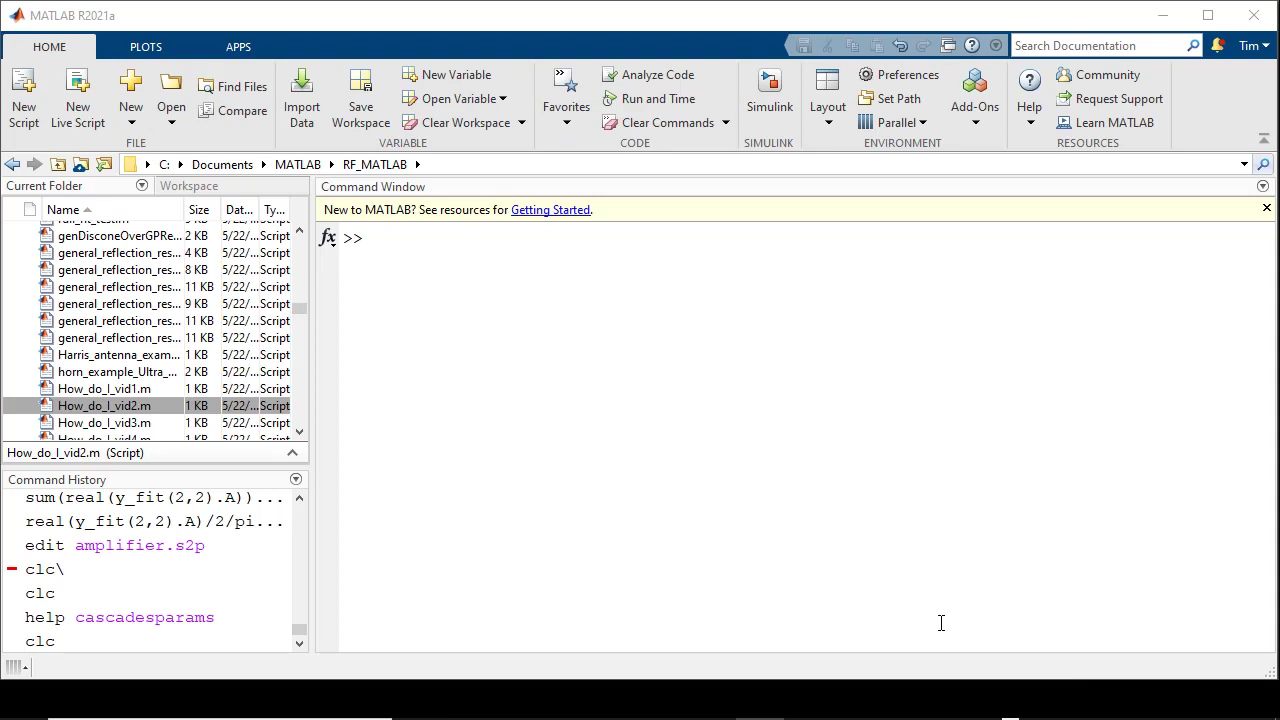 MATLAB R2021a
HOME PLOTS APPS
Search Documentation
Tim
New Script
New Live Script
New
Open
Find Files
Compare
FILE
Import Data
Save Workspace
New Variable
Open Variable
Clear Workspace
VARIABLE
Favorites
Analyze Code
Run and Time
Clear Commands
CODE
Simulink
SIMULINK
Layout
Preferences
Set Path
Parallel
Add-Ons
ENVIRONMENT
Help
Community
Request Support
Learn MATLAB
RESOURCES
C: Documents MATLAB RF_MATLAB
Current Folder Workspace
Name Size Dat... Ty...
genDisconeOverGPRe... 2 KB 5/22/... Script
general_reflection_res... 4 KB 5/22/... Script
general_reflection_res... 8 KB 5/22/... Script
general_reflection_res... 11 KB 5/22/... Script
general_reflection_res... 9 KB 5/22/... Script
general_reflection_res... 11 KB 5/22/... Script
general_reflection_res... 11 KB 5/22/... Script
Harris_antenna_exam... 1 KB 5/22/... Script
horn_example_Ultra_... 2 KB 5/22/... Script
How_do_I_vid1.m 1 KB 5/22/... Script
How_do_I_vid2.m 1 KB 5/22/... Script
How_do_I_vid3.m 1 KB 5/22/... Script
How_do_I_vid4.m 1 KB 5/22/... Script
How_do_I_vid2.m (Script)
Command History
sum(real(y_fit(2,2).A))...
real(y_fit(2,2).A)/2/pi...
edit amplifier.s2p
clc\
clc
help cascadesparams
clc
Command Window
New to MATLAB? See resources for Getting Started.
fx >>